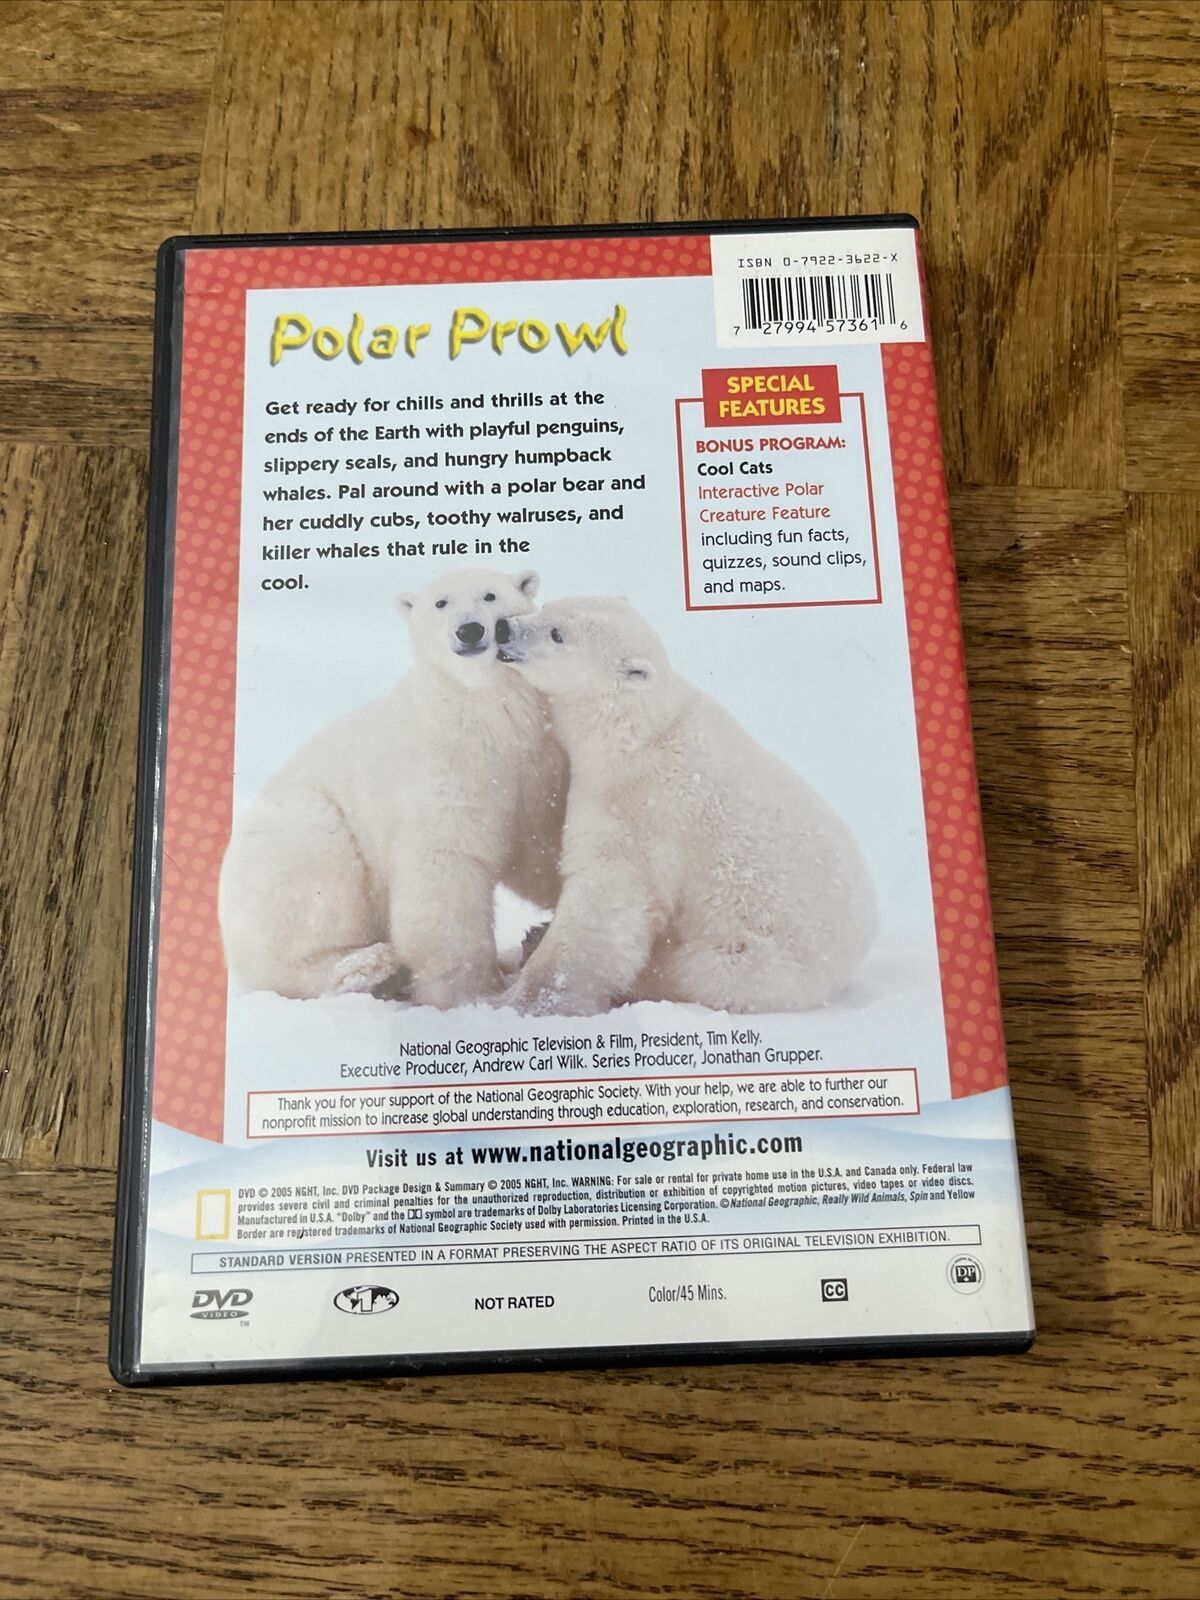 ISBN 0-7922-3622-X
7 27994 57361 6
Polar Prowl
Get ready for chills and thrills at the
ends of the Earth with playful penguins,
slippery seals, and hungry humpback
whales. Pal around with a polar bear and
her cuddly cubs, toothy walruses, and
killer whales that rule in the
cool.
SPECIAL
FEATURES
BONUS PROGRAM:
Cool Cats
Interactive Polar
Creature Feature
including fun facts,
quizzes, sound clips,
and maps.
National Geographic Television & Film, President, Tim Kelly.
Executive Producer, Andrew Carl Wilk. Series Producer, Jonathan Grupper.
Thank you for your support of the National Geographic Society. With your help, we are able to further our
nonprofit mission to increase global understanding through education, exploration, research, and conservation.
Visit us at www.nationalgeographic.com
DVD © 2005 NGHT, Inc. DVD Package Design & Summary © 2005 NGHT, Inc. WARNING: For sale or rental for private home use in the U.S.A. and Canada only. Federal law
provides severe civil and criminal penalties for the unauthorized reproduction, distribution or exhibition of copyrighted motion pictures, video tapes or video discs.
Manufactured in U.S.A. "Dolby" and the symbol are trademarks of Dolby Laboratories Licensing Corporation. © National Geographic, Really Wild Animals, Spin and Yellow
Border are registered trademarks of National Geographic Society used with permission. Printed in the U.S.A.
STANDARD VERSION PRESENTED IN A FORMAT PRESERVING THE ASPECT RATIO OF ITS ORIGINAL TELEVISION EXHIBITION.
DVD
VIDEO
TM
1
NOT RATED
Color/45 Mins.
CC
DP